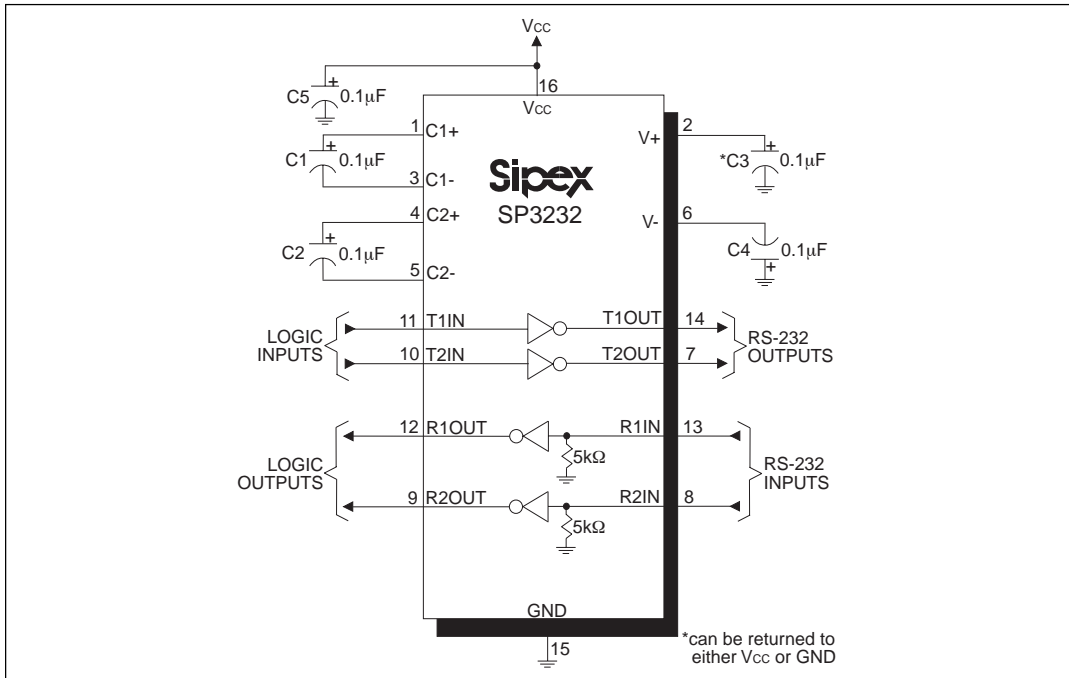 Vcc
16
Vcc
C5
+
0.1μF
1
C1+
C1
+
0.1μF
3
C1-
4
C2+
C2
+
0.1μF
5
C2-
Sipex
SP3232
V+
2
*C3
+
0.1μF
V-
6
C4
0.1μF
+
LOGIC
INPUTS
11
T1IN
T1OUT
14
10
T2IN
T2OUT
7
RS-232
OUTPUTS
LOGIC
OUTPUTS
12
R1OUT
R1IN
13
5kΩ
9
R2OUT
R2IN
8
5kΩ
RS-232
INPUTS
GND
15
*can be returned to
either Vcc or GND